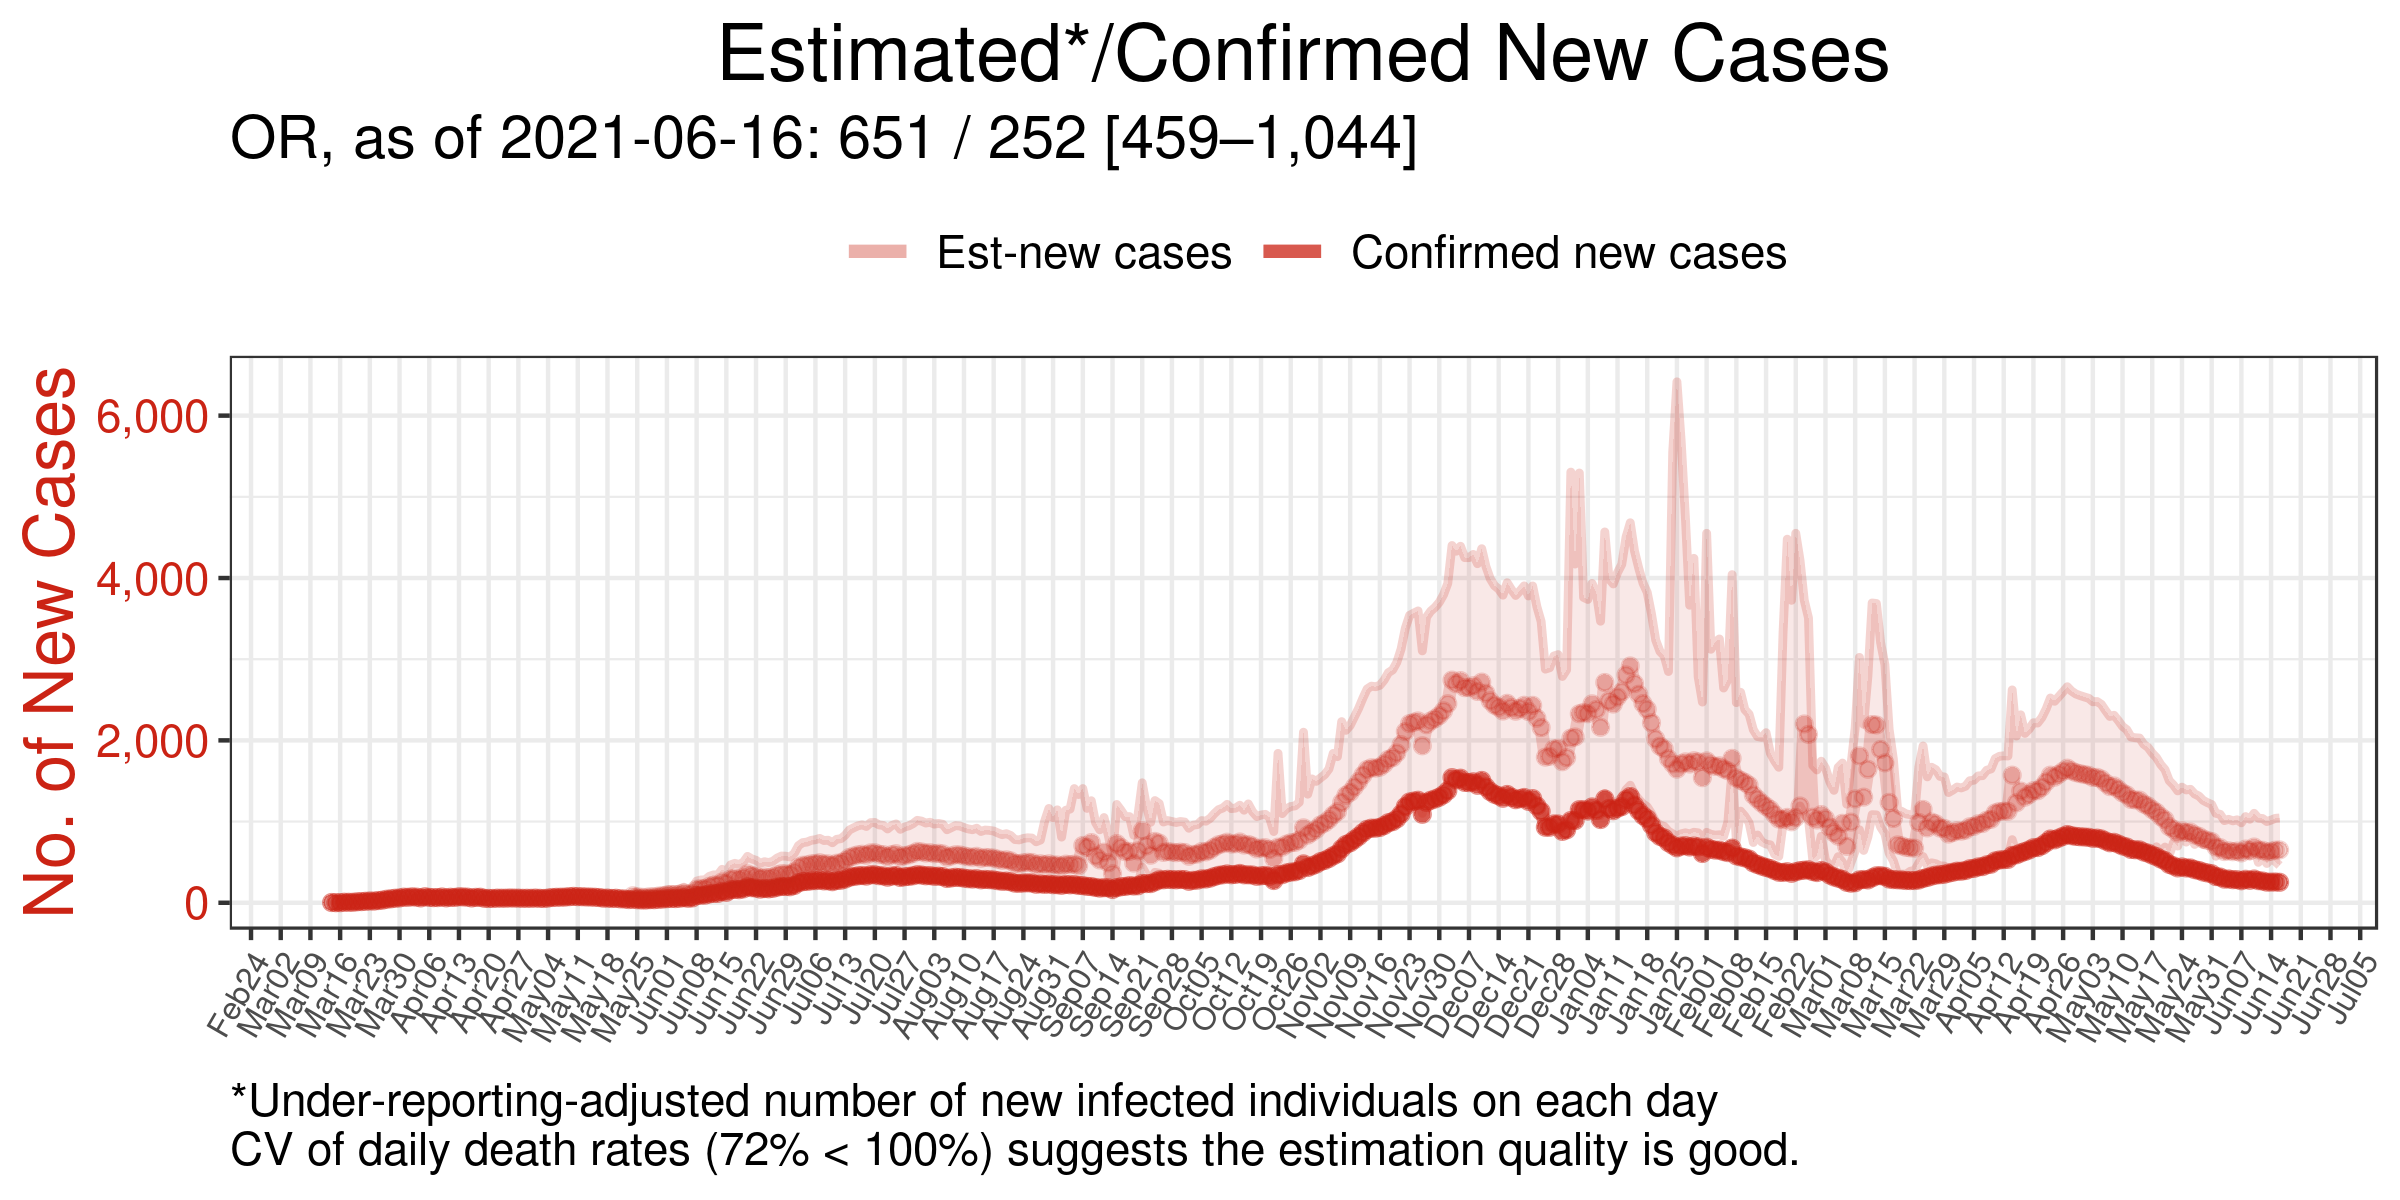 Estimated*/Confirmed New Cases
OR, as of 2021-06-16: 651 / 252 [459–1,044]
Est-new cases Confirmed new cases
No. of New Cases
6,000
4,000
2,000
0
Feb24 Mar02 Mar09 Mar16 Mar23 Mar30 Apr06 Apr13 Apr20 Apr27 May04 May11 May18 May25 Jun01 Jun08 Jun15 Jun22 Jun29 Jul06 Jul13 Jul20 Jul27 Aug03 Aug10 Aug17 Aug24 Aug31 Sep07 Sep14 Sep21 Sep28 Oct05 Oct12 Oct19 Oct26 Nov02 Nov09 Nov16 Nov23 Nov30 Dec07 Dec14 Dec21 Dec28 Jan04 Jan11 Jan18 Jan25 Feb01 Feb08 Feb15 Feb22 Mar01 Mar08 Mar15 Mar22 Mar29 Apr05 Apr12 Apr19 Apr26 May03 May10 May17 May24 May31 Jun07 Jun14 Jun21 Jun28 Jul05
*Under-reporting-adjusted number of new infected individuals on each day
CV of daily death rates (72% < 100%) suggests the estimation quality is good.